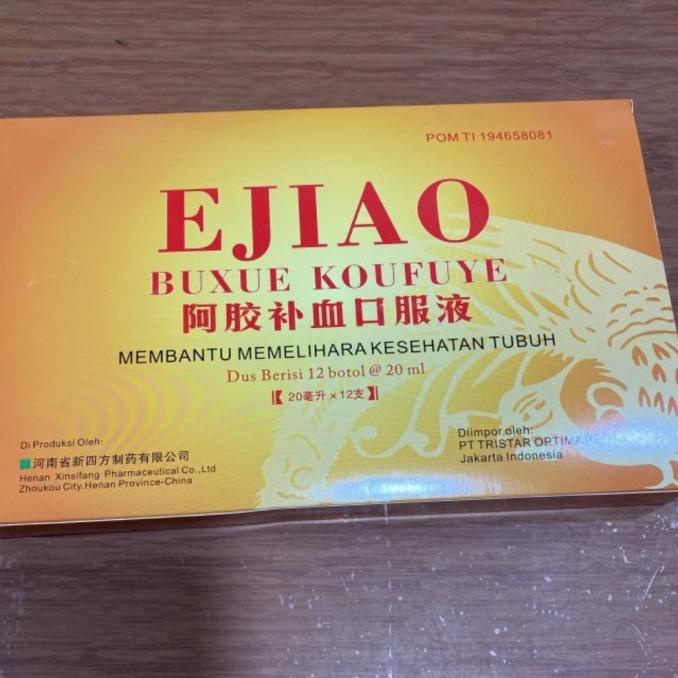 POM TI 194658081
EJIAO
BUXUE KOUFUYE
阿胶补血口服液
MEMBANTU MEMELIHARA KESEHATAN TUBUH
Dus Berisi 12 botol @ 20 ml
【20毫升×12支】
Di Produksi Oleh:
河南省新四方制药有限公司
Henan Xinsifang Pharmaceutical Co.,Ltd
Zhoukou City.Henan Province-China
Diimpor oleh:
PT TRISTAR OPTIMA
Jakarta Indonesia